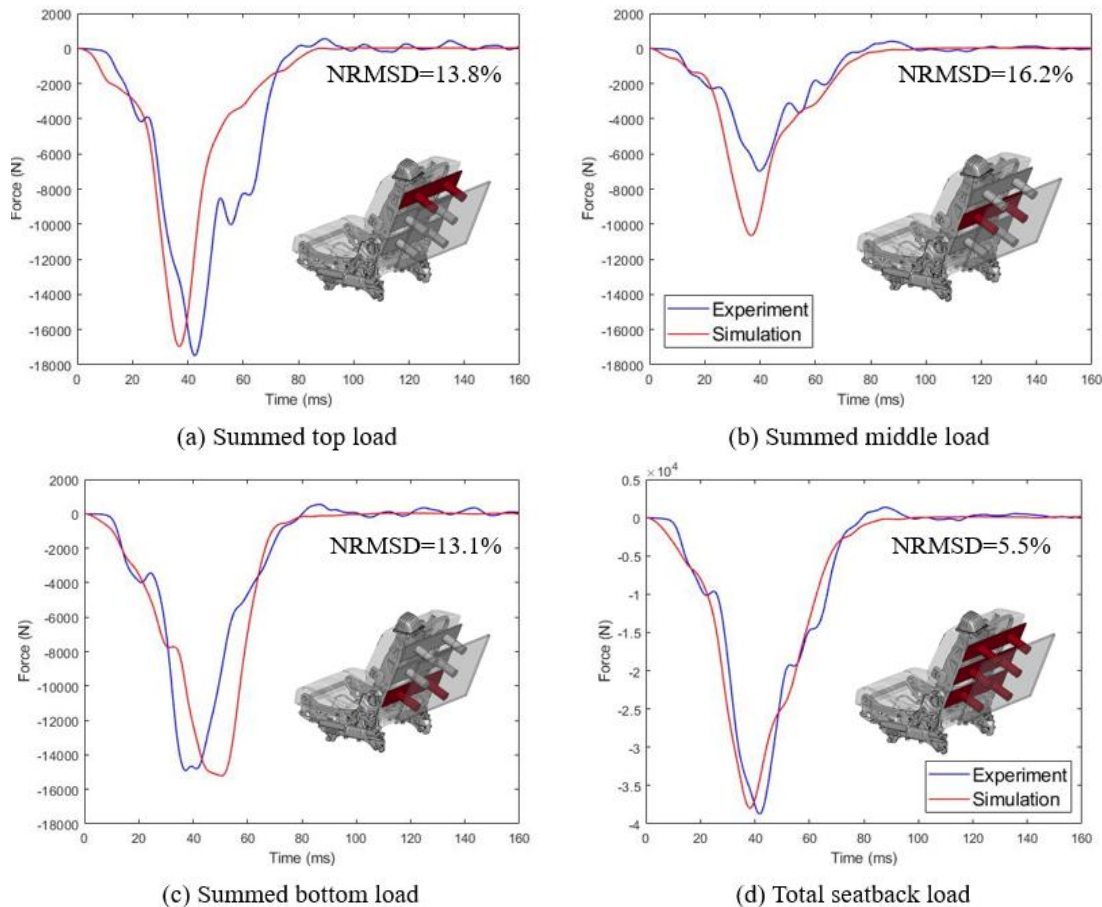 2000
0
-2000
-4000
-6000
-8000
-10000
-12000
-14000
-16000
-18000
Force (N)
NRMSD=13.8%
0 20 40 60 80 100 120 140 160
Time (ms)
(a) Summed top load
2000
0
-2000
-4000
-6000
-8000
-10000
-12000
-14000
-16000
-18000
Force (N)
NRMSD=16.2%
Experiment
Simulation
0 20 40 60 80 100 120 140 160
Time (ms)
(b) Summed middle load
2000
0
-2000
-4000
-6000
-8000
-10000
-12000
-14000
-16000
-18000
Force (N)
NRMSD=13.1%
0 20 40 60 80 100 120 140 160
Time (ms)
(c) Summed bottom load
× 10⁴
0.5
0
-0.5
-1
-1.5
-2
-2.5
-3
-3.5
-4
Force (N)
NRMSD=5.5%
Experiment
Simulation
0 20 40 60 80 100 120 140 160
Time (ms)
(d) Total seatback load